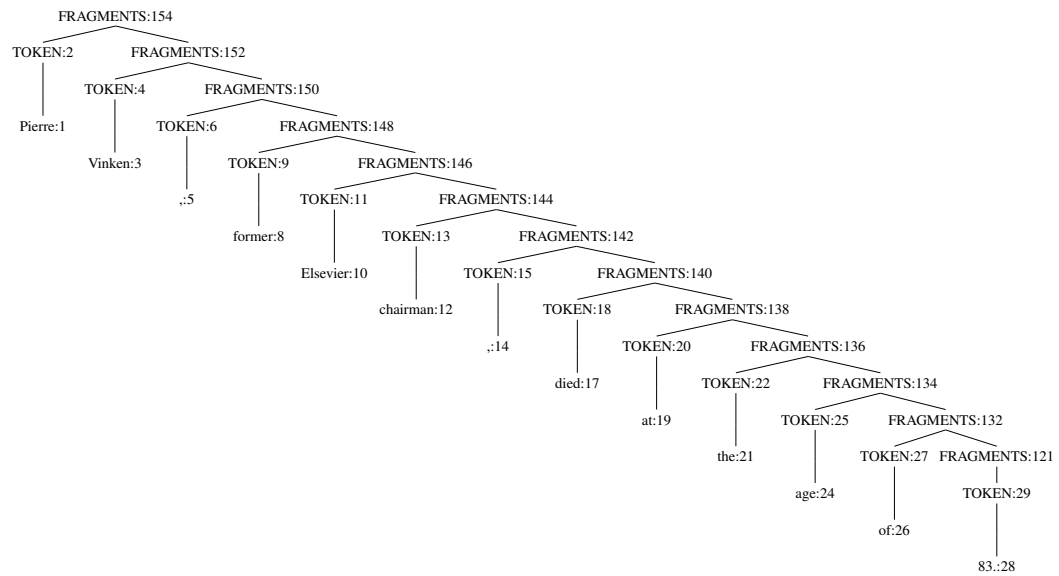 FRAGMENTS:154
TOKEN:2 FRAGMENTS:152
TOKEN:4 FRAGMENTS:150
Pierre:1 TOKEN:6 FRAGMENTS:148
Vinken:3 TOKEN:9 FRAGMENTS:146
,:5 TOKEN:11 FRAGMENTS:144
former:8 TOKEN:13 FRAGMENTS:142
Elsevier:10 TOKEN:15 FRAGMENTS:140
chairman:12 TOKEN:18 FRAGMENTS:138
,:14 TOKEN:20 FRAGMENTS:136
died:17 TOKEN:22 FRAGMENTS:134
at:19 TOKEN:25 FRAGMENTS:132
the:21 TOKEN:27 FRAGMENTS:121
age:24 TOKEN:29
of:26
83.:28